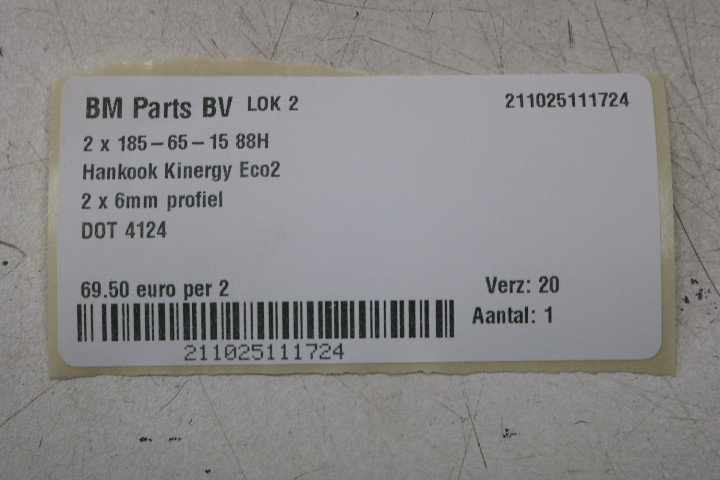 BM Parts BV LOK 2 211025111724
2 x 185-65-15 88H
Hankook Kinergy Eco2
2 x 6mm profiel
DOT 4124
69.50 euro per 2 Verz: 20
Aantal: 1
211025111724